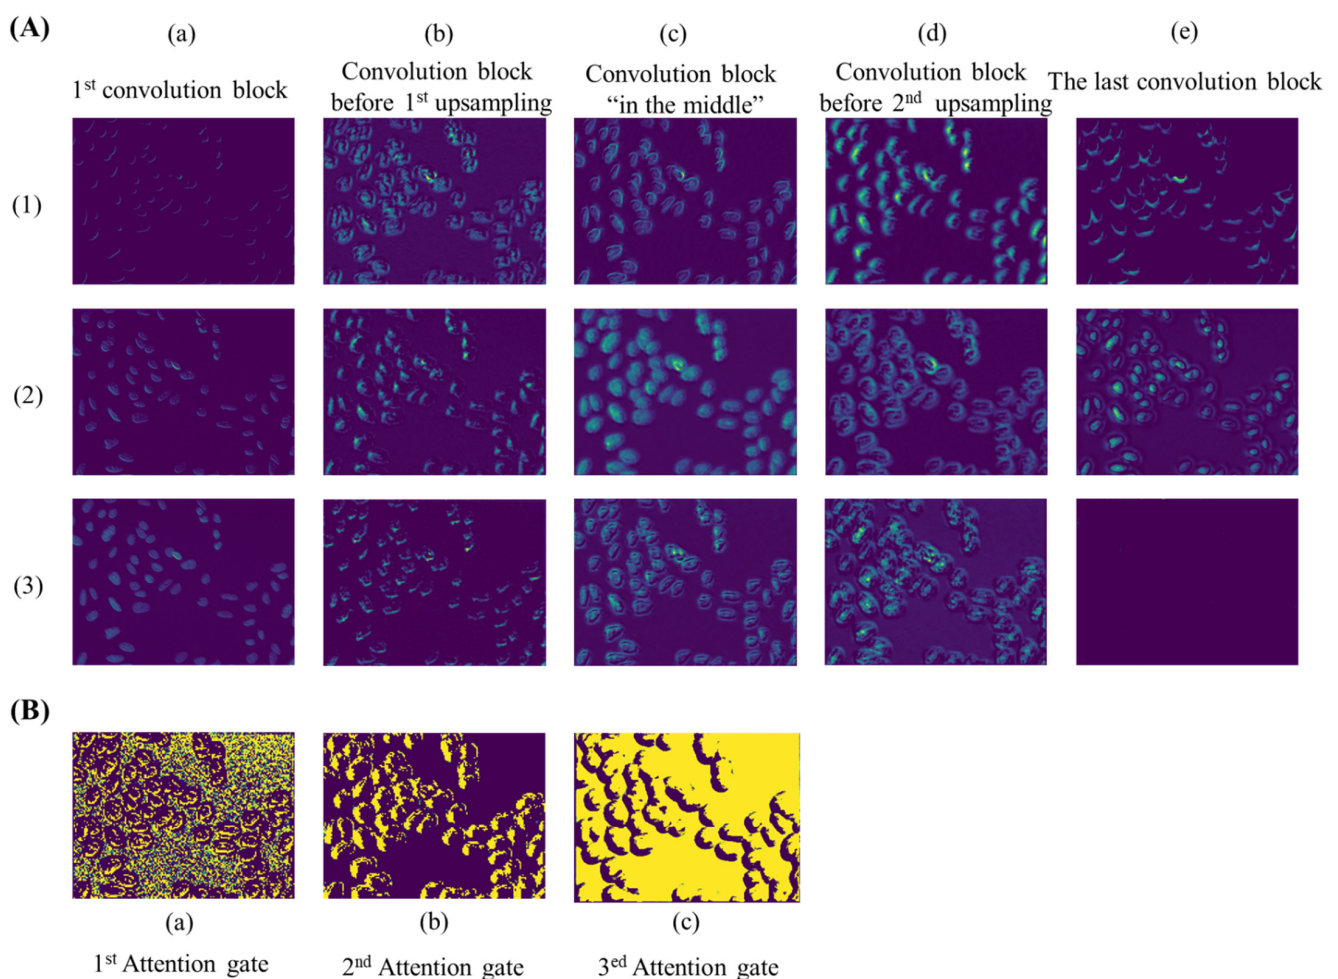 (A)
(a) (b) (c) (d) (e)
1st convolution block
Convolution block
before 1st upsampling
Convolution block
“in the middle”
Convolution block
before 2nd upsampling
The last convolution block
(1)
(2)
(3)
(B)
(a) (b) (c)
1st Attention gate 2nd Attention gate 3ed Attention gate